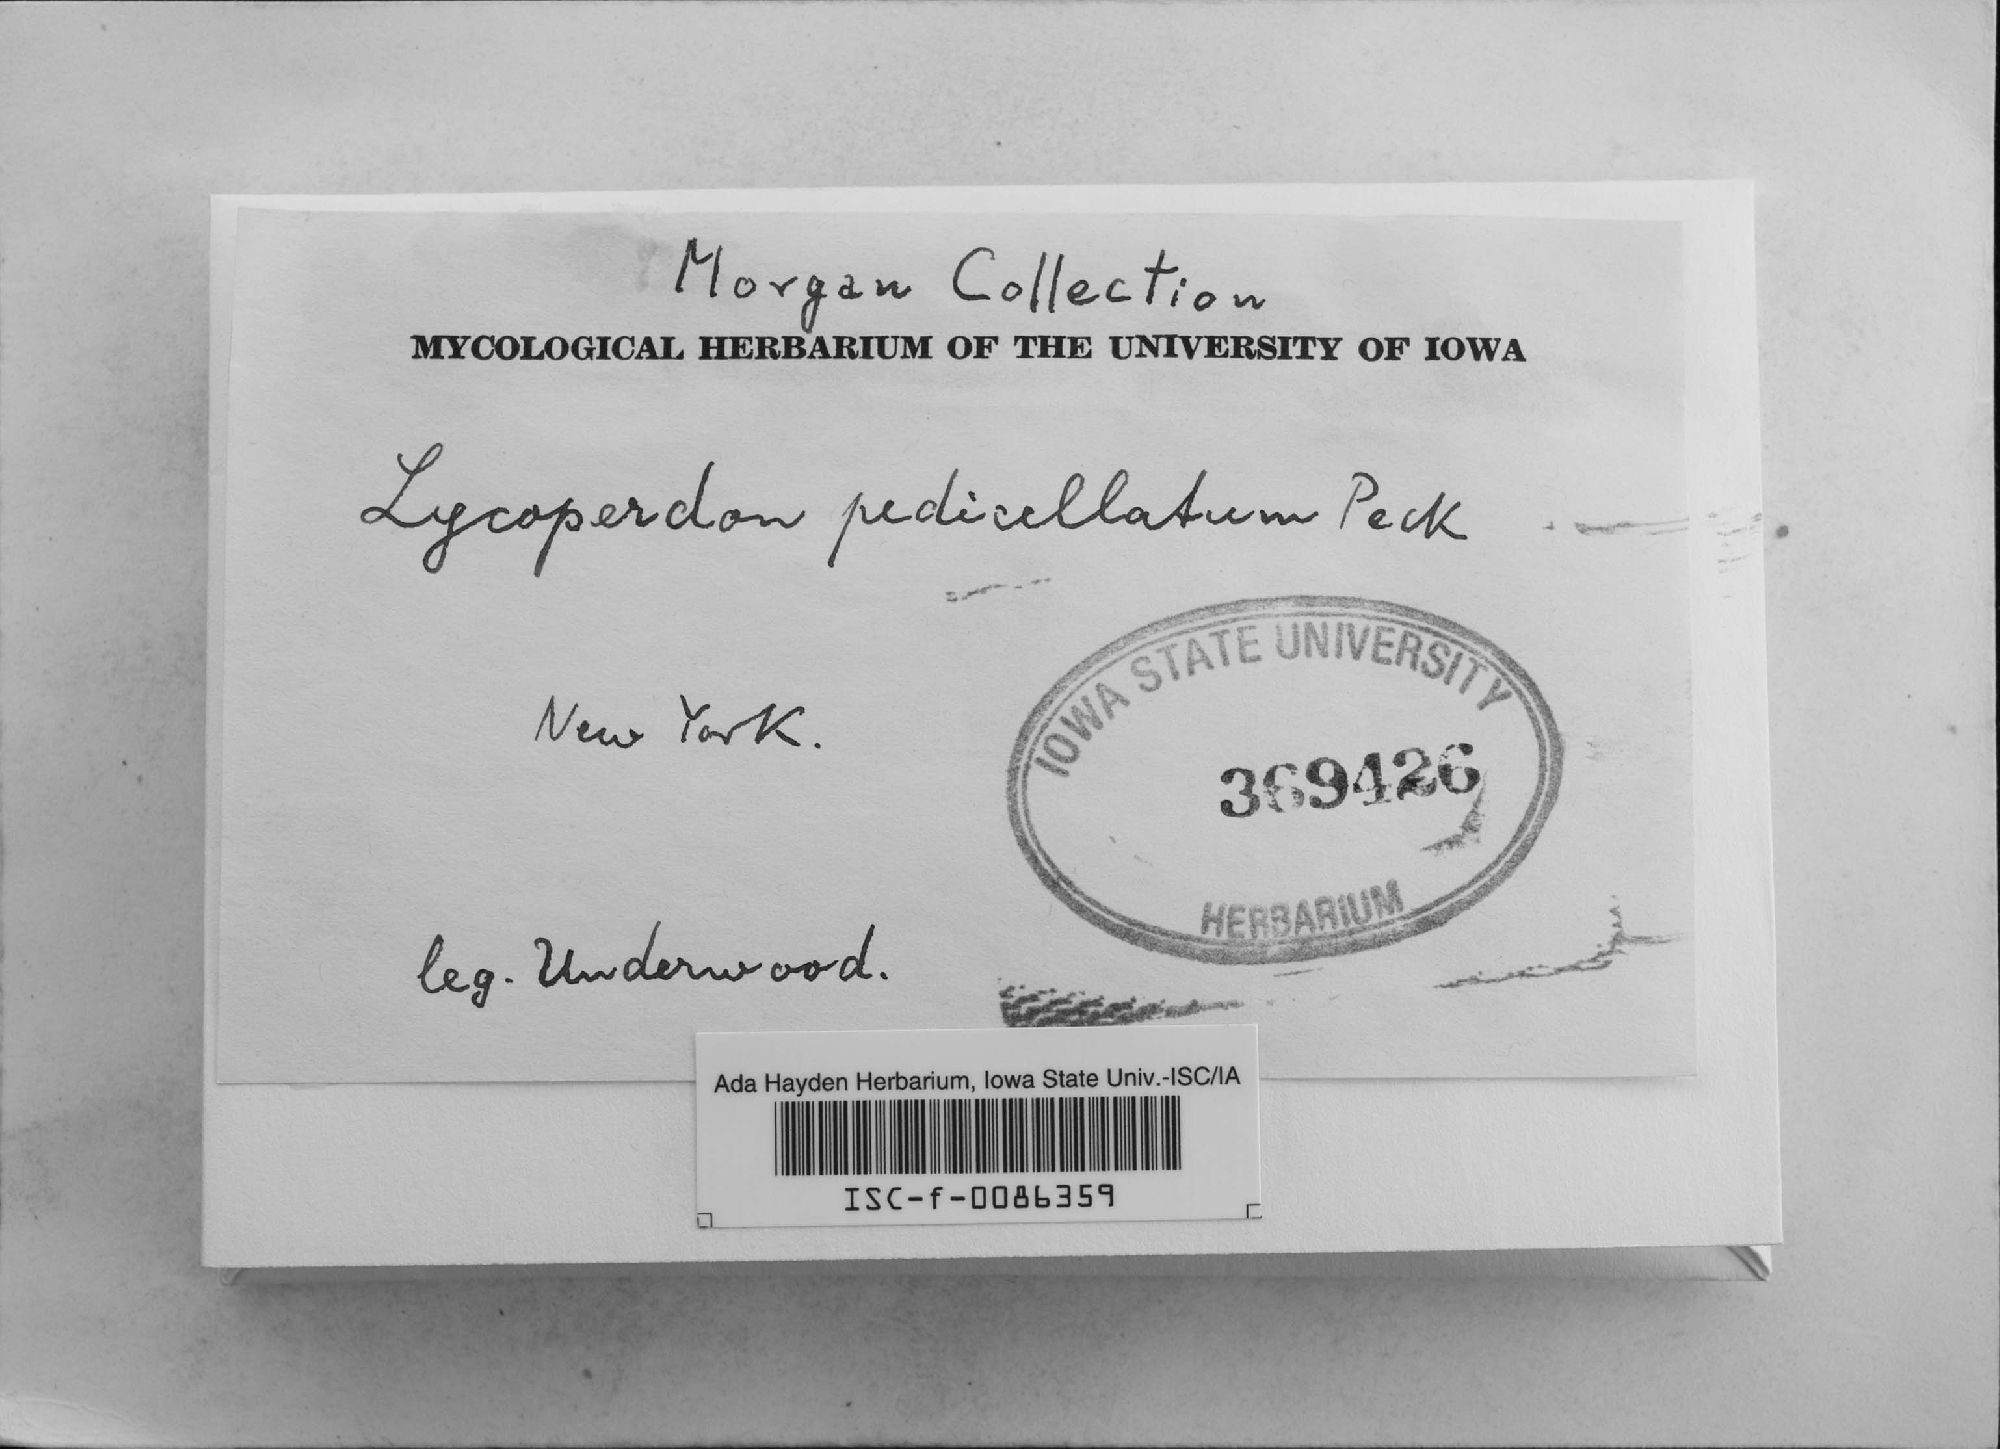 Morgan Collection
MYCOLOGICAL HERBARIUM OF THE UNIVERSITY OF IOWA
Lycoperdon pedicellatum Peck
New York.
IOWA STATE UNIVERSITY
369426
HERBARIUM
leg. Underwood.
Ada Hayden Herbarium, Iowa State Univ.-ISC/IA
ISC-f-0086359